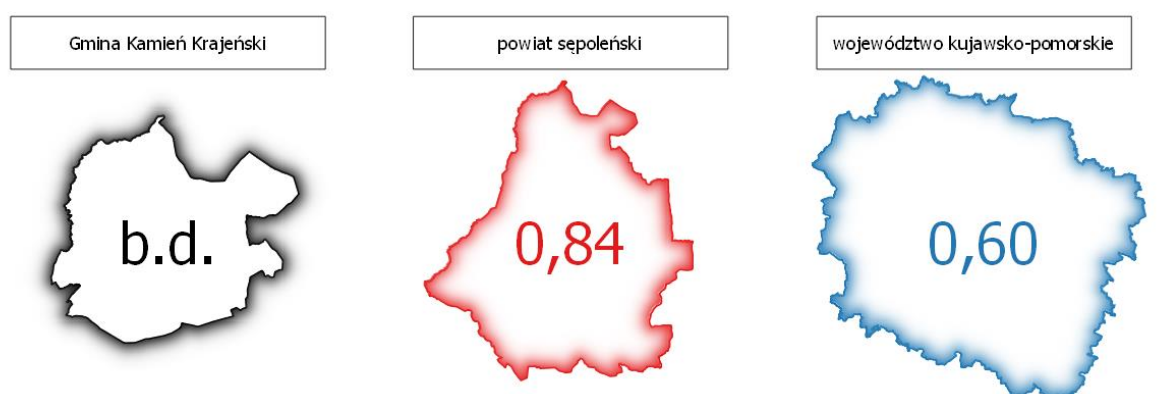 Gmina Kamień Krajeński
powiat sępoleński
województwo kujawsko-pomorskie
b.d.
0,84
0,60